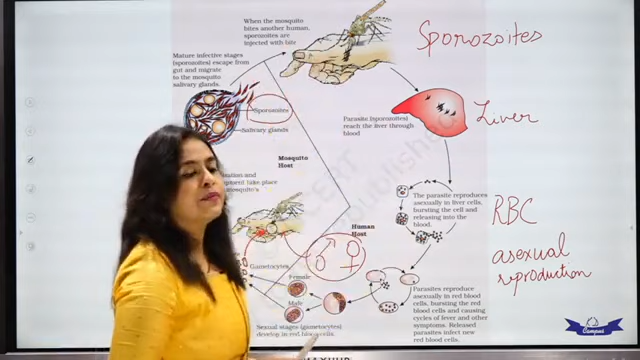 When the mosquito
bites another human,
sporozoites are
injected with bite
Sporozoites
Mature infective stages
(sporozoites) escape from
gut and migrate
to the mosquito
salivary glands.
Sporozoites
Salivary glands
Parasite (sporozoites)
reach the liver through
blood
Liver
Mosquito
Host
take place
mosquito's
The parasite reproduces
asexually in liver cells,
bursting the cell and
releasing into the
blood.
RBC
Human
Host
asexual
reproduction
Gametocytes
Female
Male
Parasites reproduce
asexually in red blood
cells, bursting the red
blood cells and causing
cycles of fever and other
symptoms. Released
parasites infect new
red blood cells.
Sexual stages (gametocytes)
develop in red blood cells
Campus